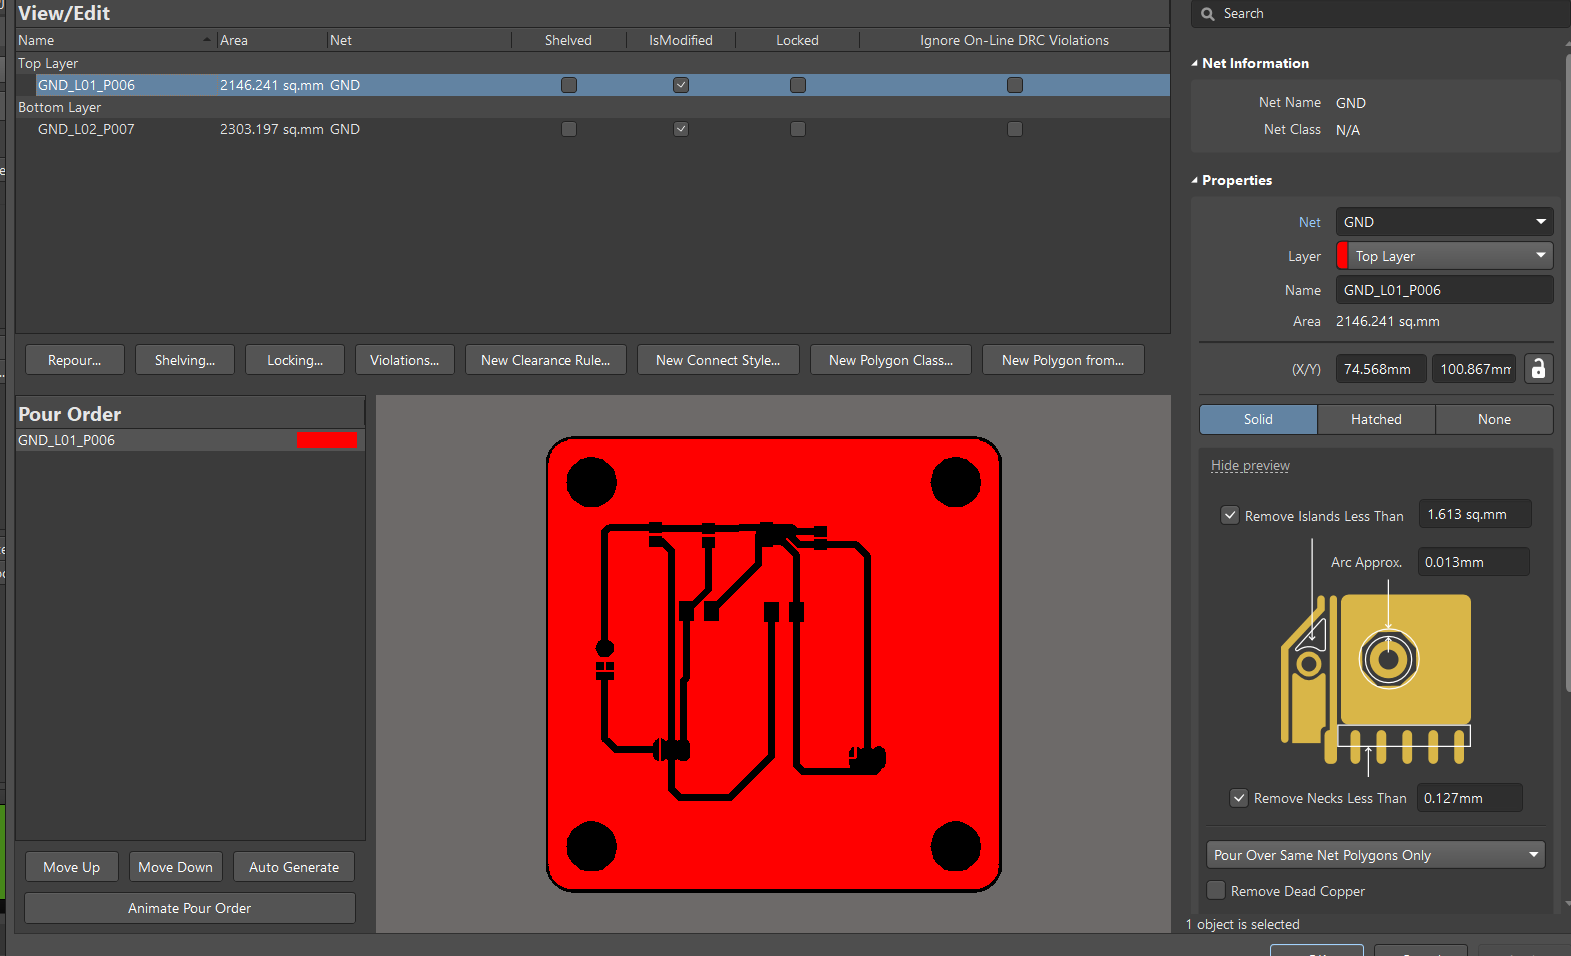 View/Edit
Name Area Net Shelved IsModified Locked Ignore On-Line DRC Violations
Top Layer
GND_L01_P006 2146.241 sq.mm GND
Bottom Layer
GND_L02_P007 2303.197 sq.mm GND
Repour... Shelving... Locking... Violations... New Clearance Rule... New Connect Style... New Polygon Class... New Polygon from...
Pour Order
GND_L01_P006
Move Up Move Down Auto Generate
Animate Pour Order
Search
Net Information
Net Name GND
Net Class N/A
Properties
Net GND
Layer Top Layer
Name GND_L01_P006
Area 2146.241 sq.mm
(X/Y) 74.568mm 100.867mm
Solid Hatched None
Hide preview
Remove Islands Less Than 1.613 sq.mm
Arc Approx. 0.013mm
Remove Necks Less Than 0.127mm
Pour Over Same Net Polygons Only
Remove Dead Copper
1 object is selected